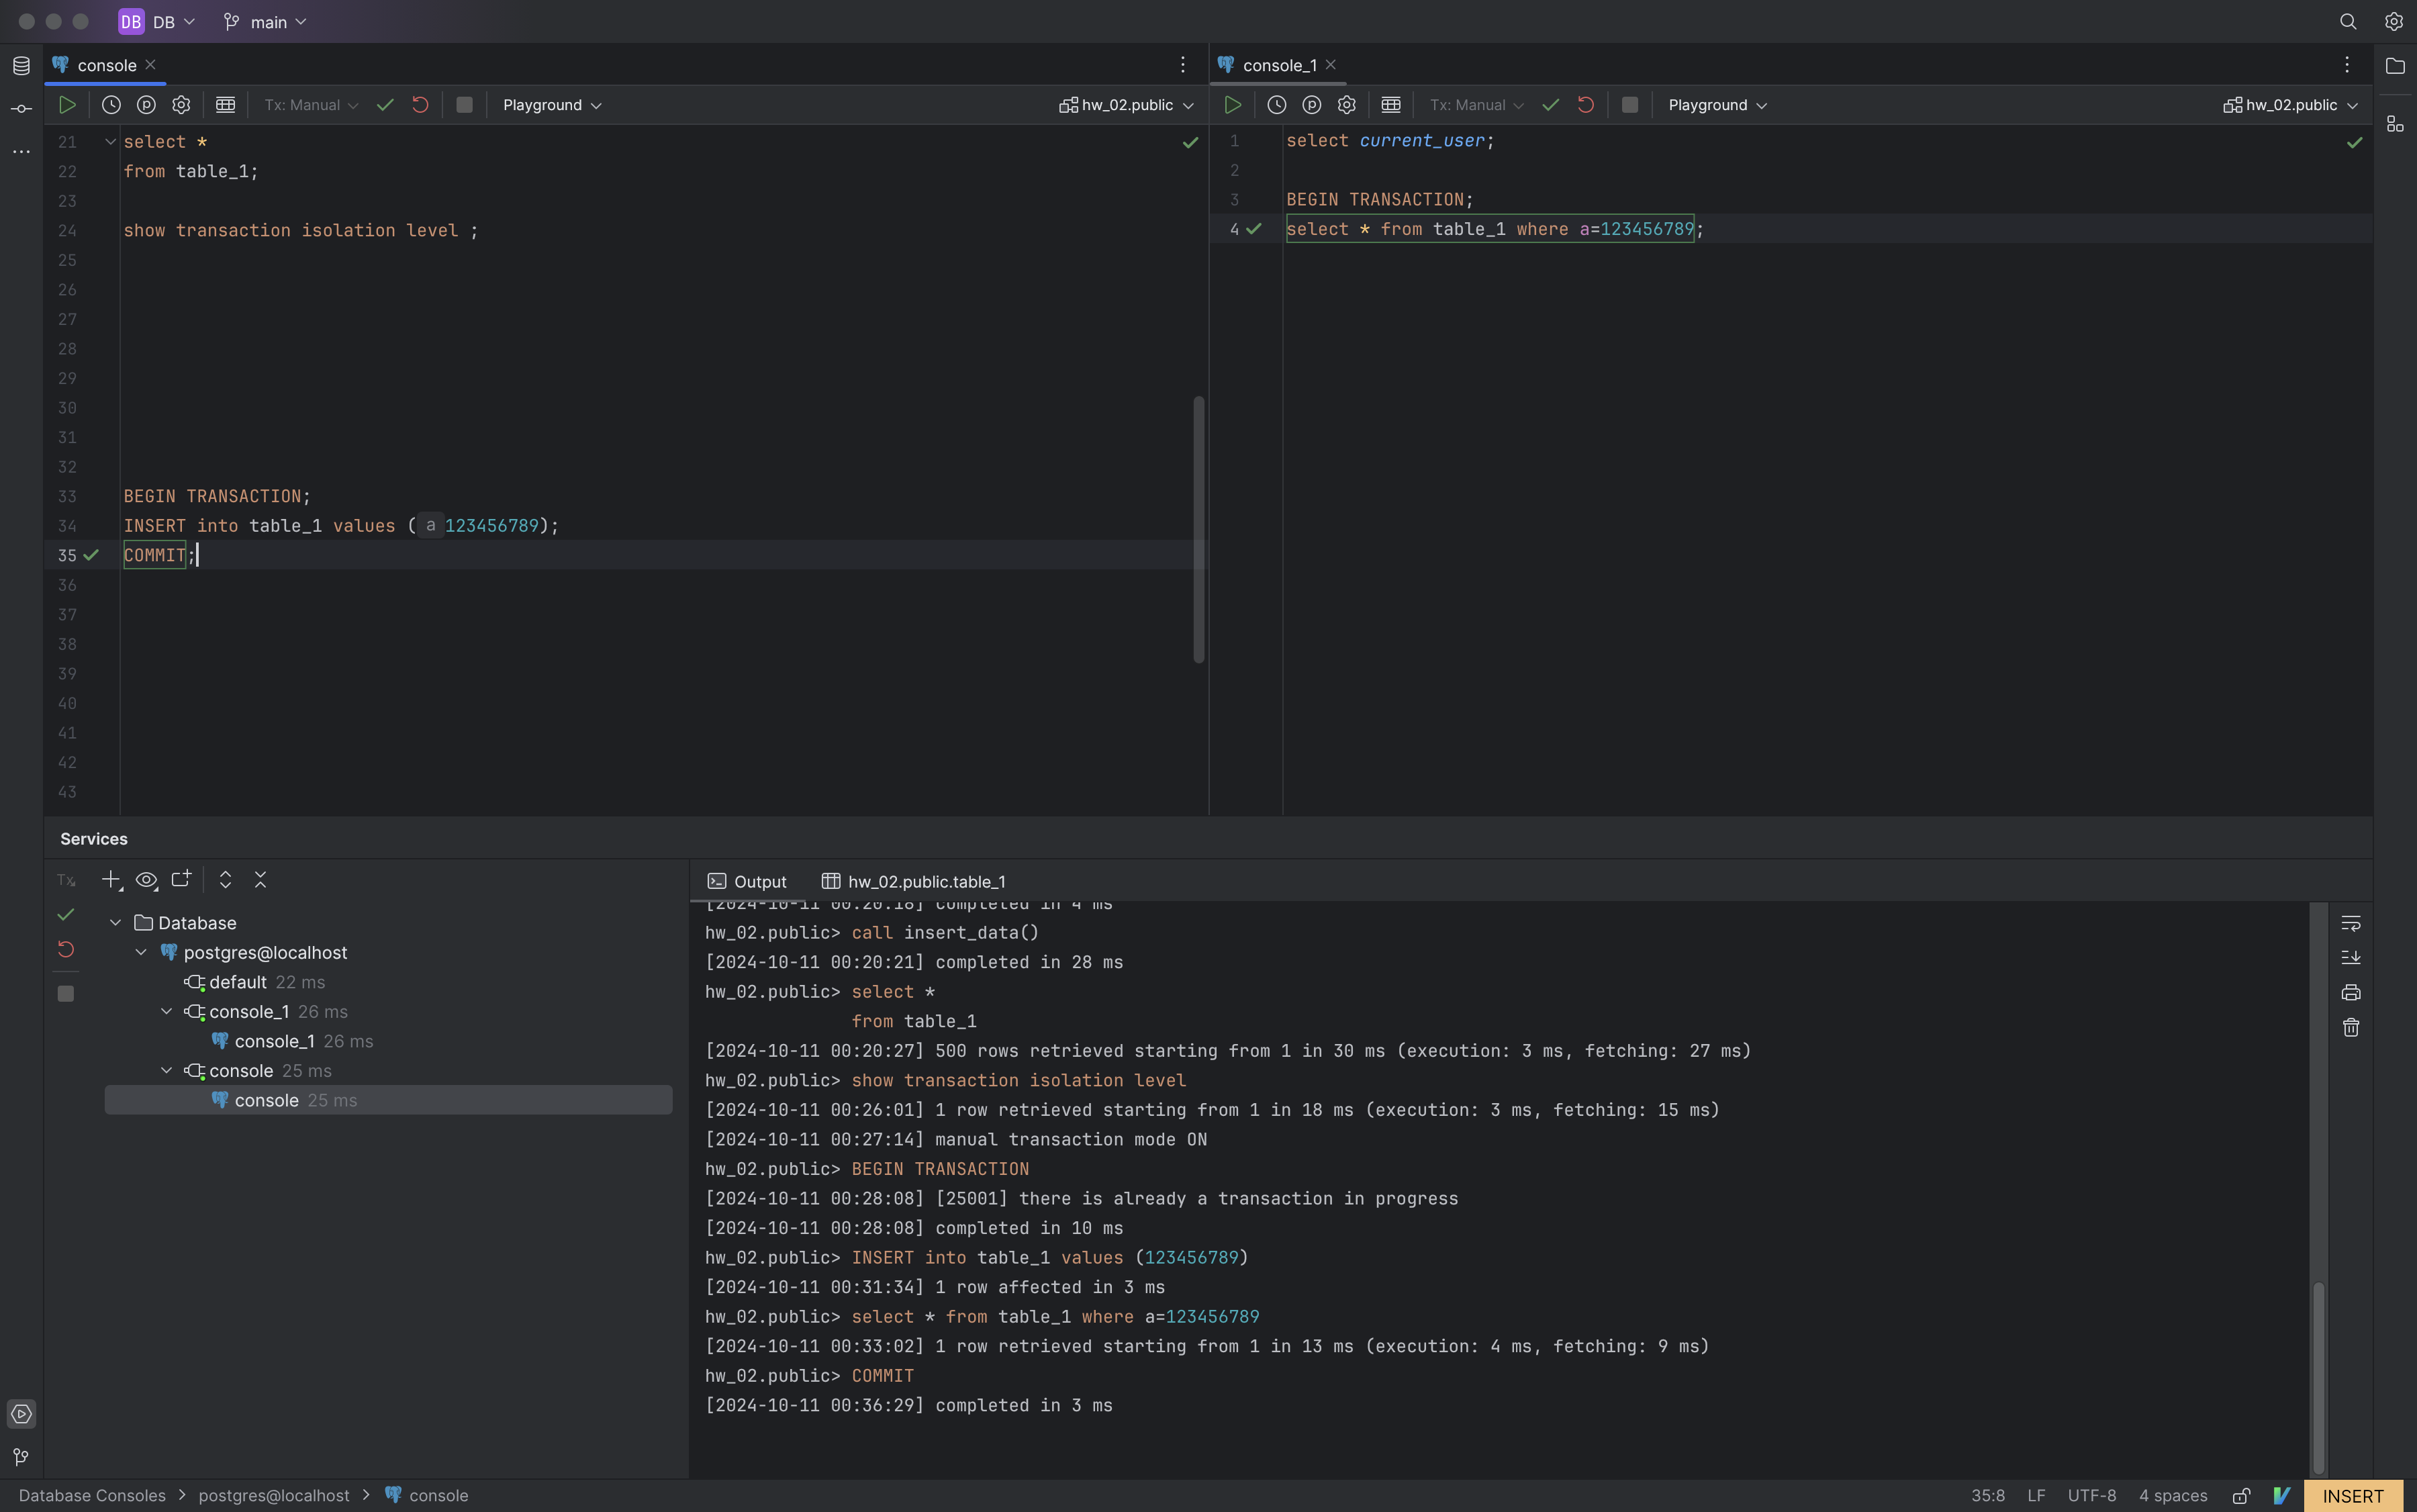 DB DB main
console
Tx: Manual Playground hw_02.public
21 select *
22 from table_1;
23
24 show transaction isolation level ;
25
26
27
28
29
30
31
32
33 BEGIN TRANSACTION;
34 INSERT into table_1 values ( a 123456789);
35 COMMIT;
36
37
38
39
40
41
42
43
console_1
Tx: Manual Playground hw_02.public
1 select current_user;
2
3 BEGIN TRANSACTION;
4 select * from table_1 where a=123456789;
Services
Tx
Database
postgres@localhost
default 22 ms
console_1 26 ms
console_1 26 ms
console 25 ms
console 25 ms
Output hw_02.public.table_1
[2024-10-11 00:20:18] completed in 4 ms
hw_02.public> call insert_data()
[2024-10-11 00:20:21] completed in 28 ms
hw_02.public> select *
from table_1
[2024-10-11 00:20:27] 500 rows retrieved starting from 1 in 30 ms (execution: 3 ms, fetching: 27 ms)
hw_02.public> show transaction isolation level
[2024-10-11 00:26:01] 1 row retrieved starting from 1 in 18 ms (execution: 3 ms, fetching: 15 ms)
[2024-10-11 00:27:14] manual transaction mode ON
hw_02.public> BEGIN TRANSACTION
[2024-10-11 00:28:08] [25001] there is already a transaction in progress
[2024-10-11 00:28:08] completed in 10 ms
hw_02.public> INSERT into table_1 values (123456789)
[2024-10-11 00:31:34] 1 row affected in 3 ms
hw_02.public> select * from table_1 where a=123456789
[2024-10-11 00:33:02] 1 row retrieved starting from 1 in 13 ms (execution: 4 ms, fetching: 9 ms)
hw_02.public> COMMIT
[2024-10-11 00:36:29] completed in 3 ms
Database Consoles > postgres@localhost > console
35:8 LF UTF-8 4 spaces INSERT